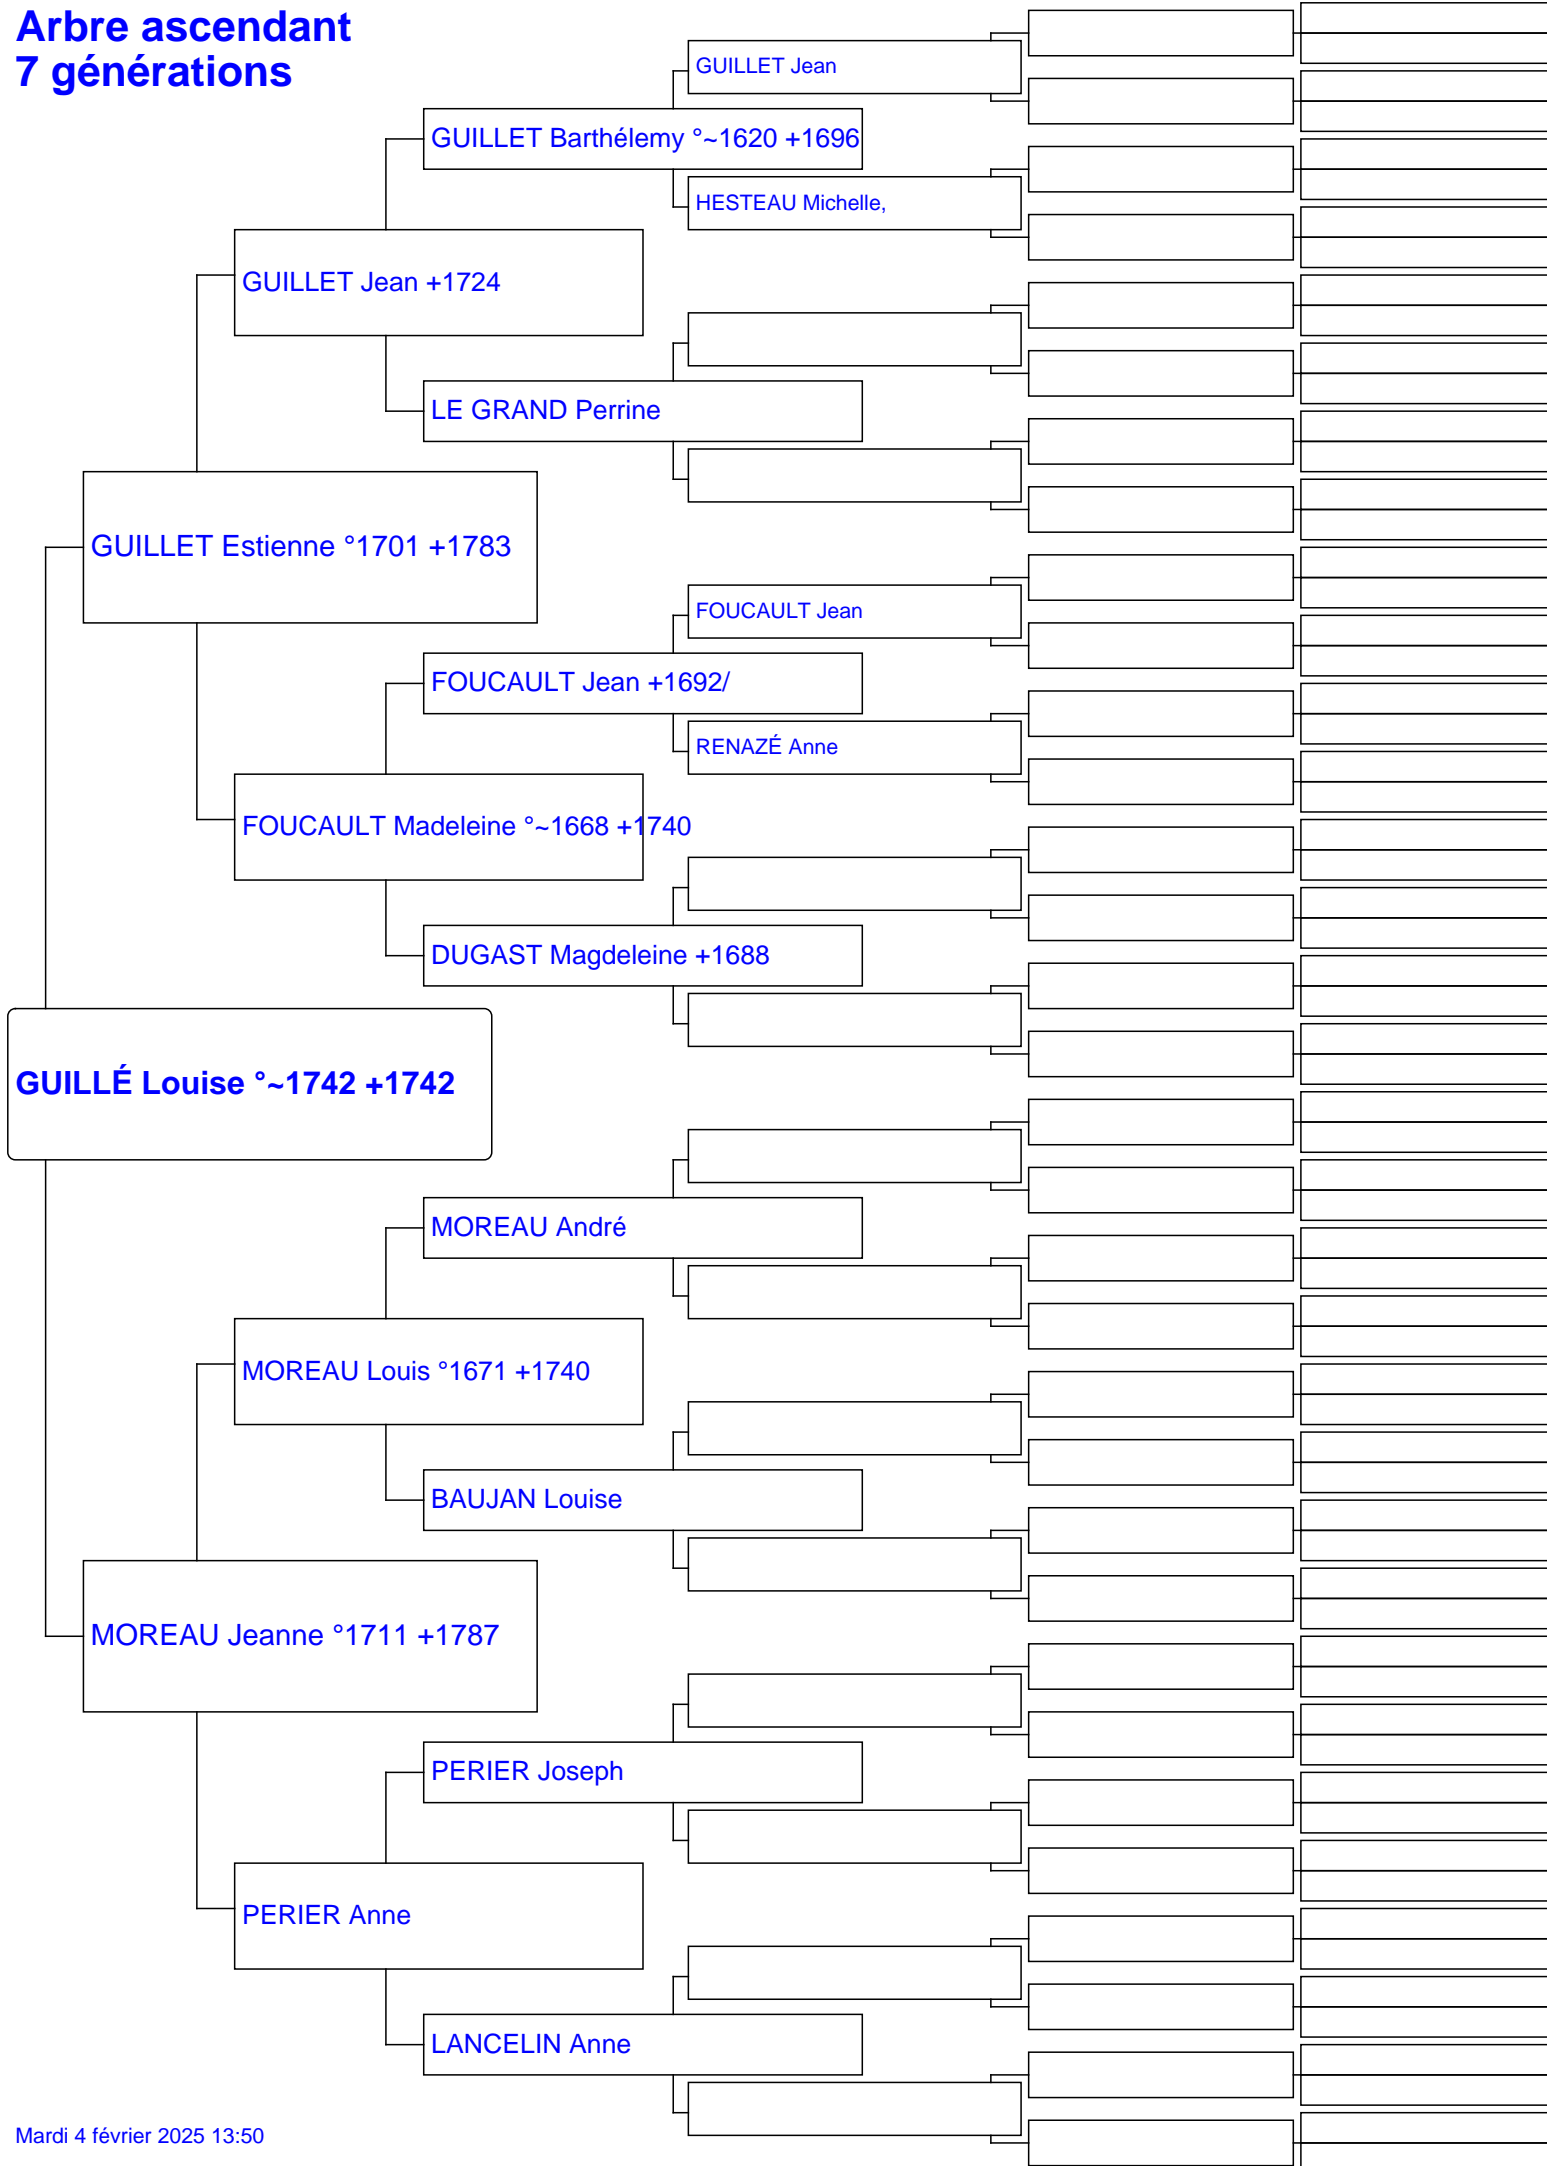 Arbre ascendant
7 générations
GUILLET Jean
GUILLET Barthélemy °~1620 +1696
HESTEAU Michelle,
GUILLET Jean +1724
LE GRAND Perrine
GUILLET Estienne °1701 +1783
FOUCAULT Jean
FOUCAULT Jean +1692/
RENAZÉ Anne
FOUCAULT Madeleine °~1668 +1740
DUGAST Magdeleine +1688
GUILLÉ Louise °~1742 +1742
MOREAU André
MOREAU Louis °1671 +1740
BAUJAN Louise
MOREAU Jeanne °1711 +1787
PERIER Joseph
PERIER Anne
LANCELIN Anne
Mardi 4 février 2025 13:50